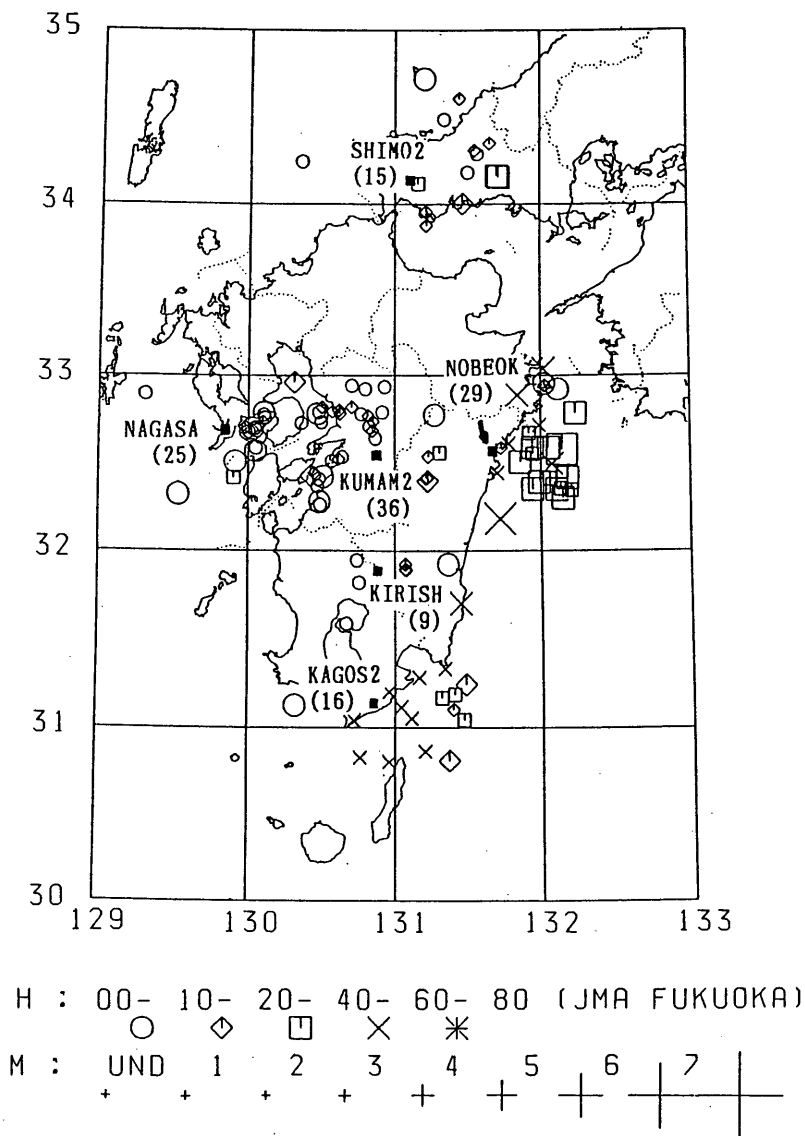 35
SHIMO2
(15)
34
33
NOBEOK
(29)
NAGASA
(25)
KUMAM2
(36)
32
KIRISH
(9)
KAGOS2
(16)
31
30
129 130 131 132 133
H : 00- 10- 20- 40- 60- 80 (JMA FUKUOKA)
M : UND 1 2 3 4 5 6 7